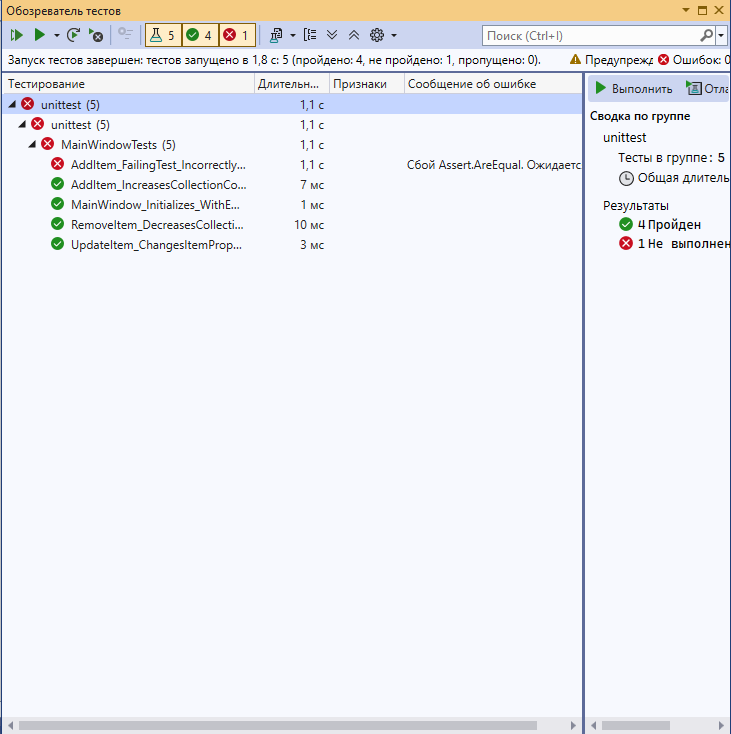 Обозреватель тестов
5 4 1 Поиск (Ctrl+I)
Запуск тестов завершен: тестов запущено в 1,8 с: 5 (пройдено: 4, не пройдено: 1, пропущено: 0). Предупрежд Ошибок: 0
Тестирование Длительн... Признаки Сообщение об ошибке
unittest (5) 1,1 с
unittest (5) 1,1 с
MainWindowTests (5) 1,1 с
AddItem_FailingTest_Incorrectly... 1,1 с Сбой Assert.AreEqual. Ожидаетс
AddItem_IncreasesCollectionCo... 7 мс
MainWindow_Initializes_WithE... 1 мс
RemoveItem_DecreasesCollecti... 10 мс
UpdateItem_ChangesItemProp... 3 мс
Выполнить Отла
Сводка по группе
unittest
Тесты в группе: 5
Общая длитель
Результаты
4 Пройден
1 Не выполнен